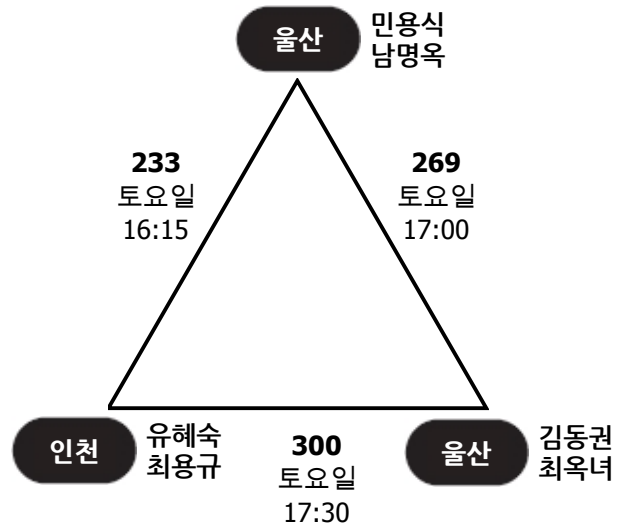 울산
민용식
남명옥
233
토요일
16:15
269
토요일
17:00
인천
유혜숙
최용규
300
토요일
17:30
울산
김동권
최옥녀